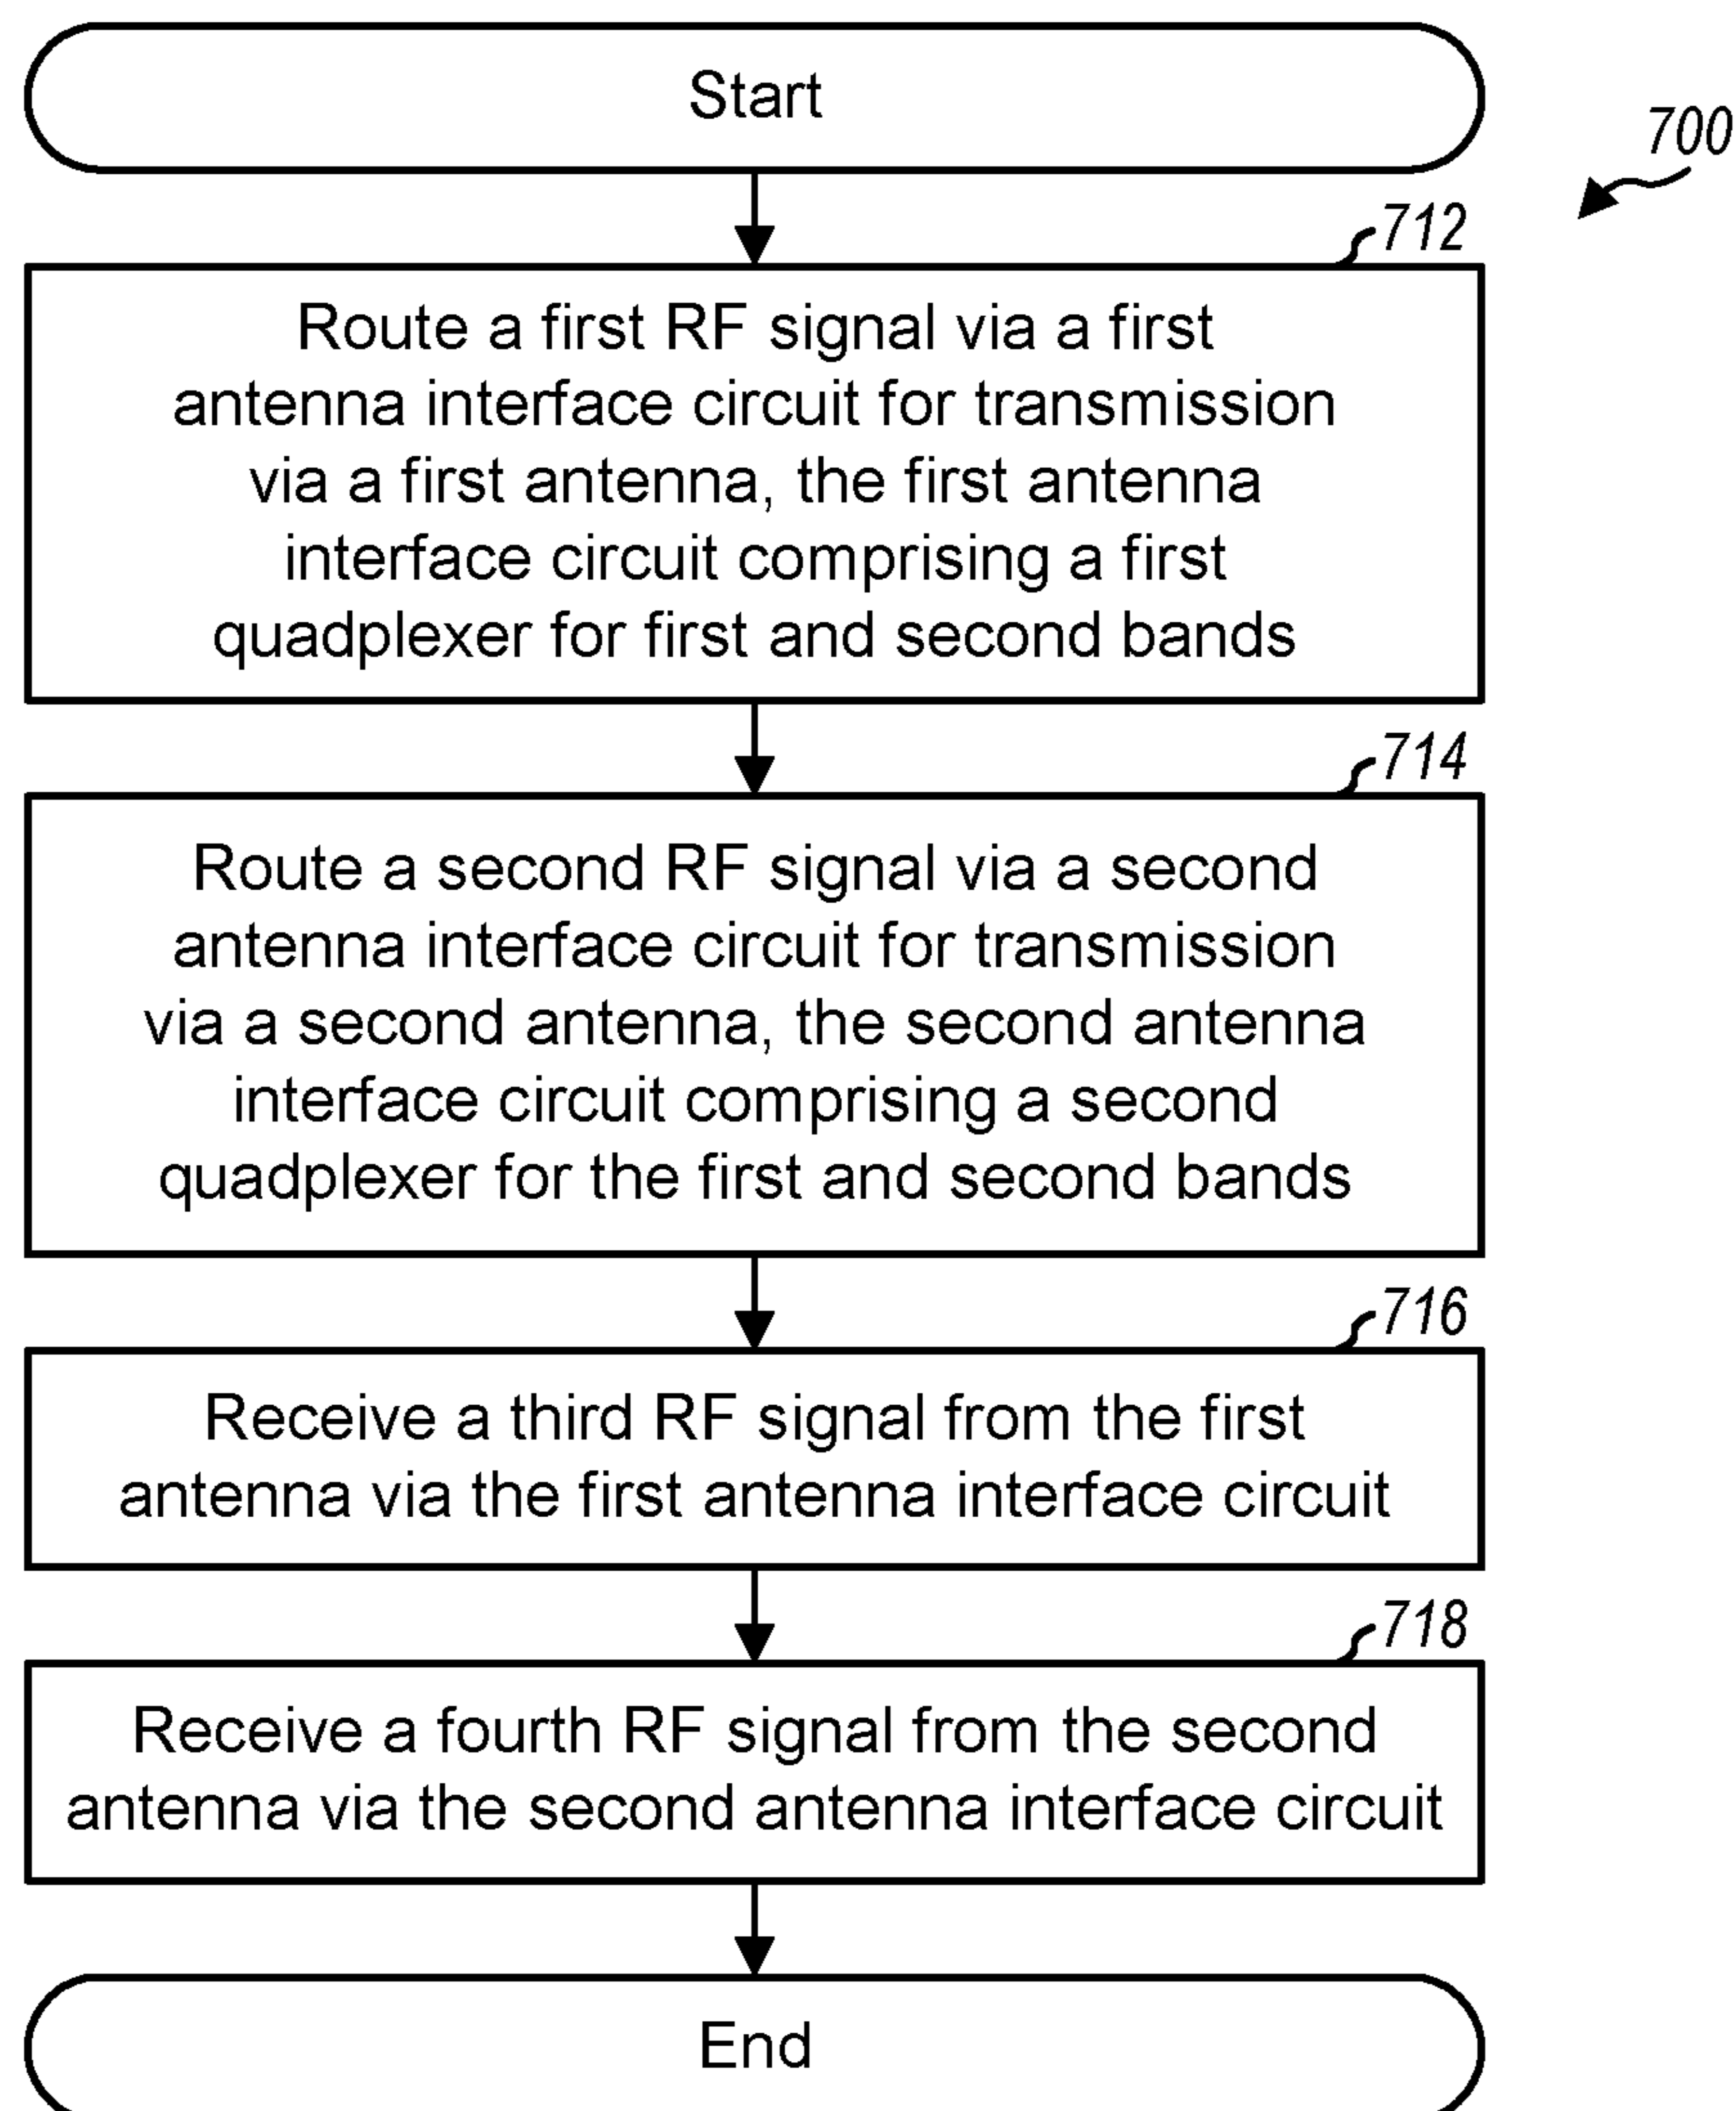 Start
700
712
Route a first RF signal via a first
antenna interface circuit for transmission
via a first antenna, the first antenna
interface circuit comprising a first
quadplexer for first and second bands
714
Route a second RF signal via a second
antenna interface circuit for transmission
via a second antenna, the second antenna
interface circuit comprising a second
quadplexer for the first and second bands
716
Receive a third RF signal from the first
antenna via the first antenna interface circuit
718
Receive a fourth RF signal from the second
antenna via the second antenna interface circuit
End